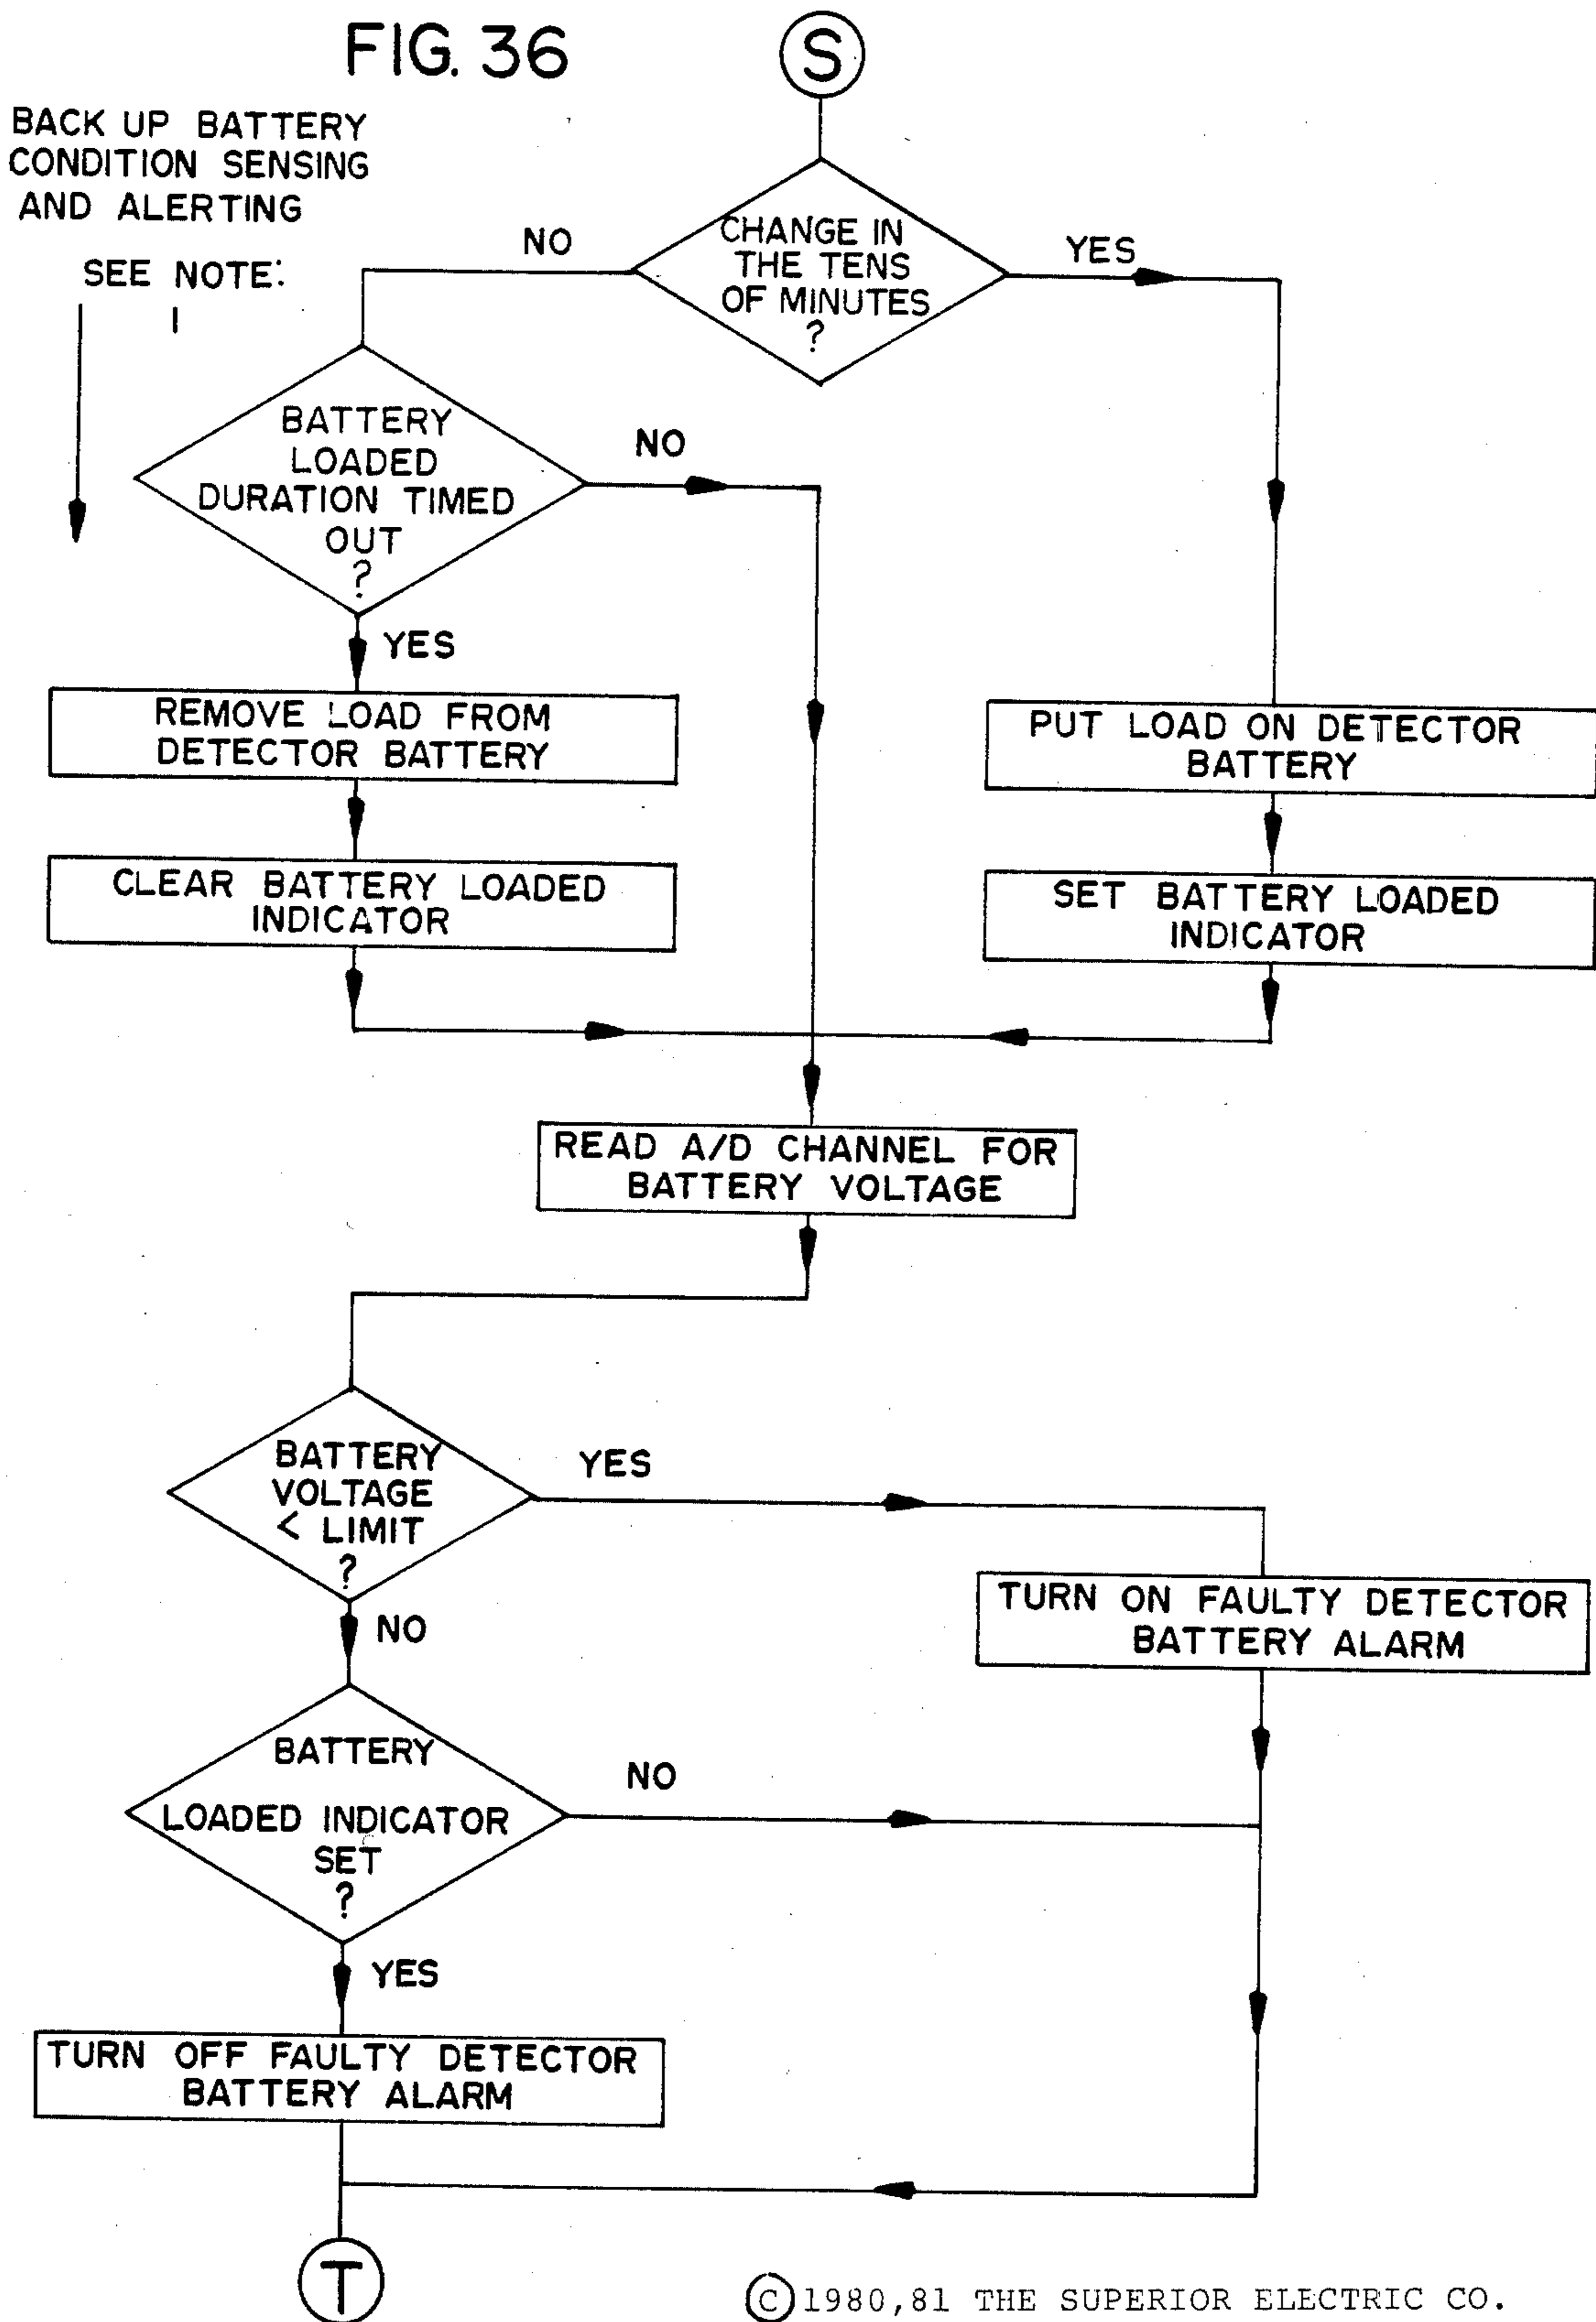 FIG. 36
S
BACK UP BATTERY
CONDITION SENSING
AND ALERTING
SEE NOTE:
1
CHANGE IN
THE TENS
OF MINUTES
?
NO
YES
BATTERY
LOADED
DURATION TIMED
OUT
?
NO
YES
REMOVE LOAD FROM
DETECTOR BATTERY
PUT LOAD ON DETECTOR
BATTERY
CLEAR BATTERY LOADED
INDICATOR
SET BATTERY LOADED
INDICATOR
READ A/D CHANNEL FOR
BATTERY VOLTAGE
BATTERY
VOLTAGE
< LIMIT
?
YES
NO
TURN ON FAULTY DETECTOR
BATTERY ALARM
BATTERY
LOADED INDICATOR
SET
?
NO
YES
TURN OFF FAULTY DETECTOR
BATTERY ALARM
T
© 1980,81 THE SUPERIOR ELECTRIC CO.